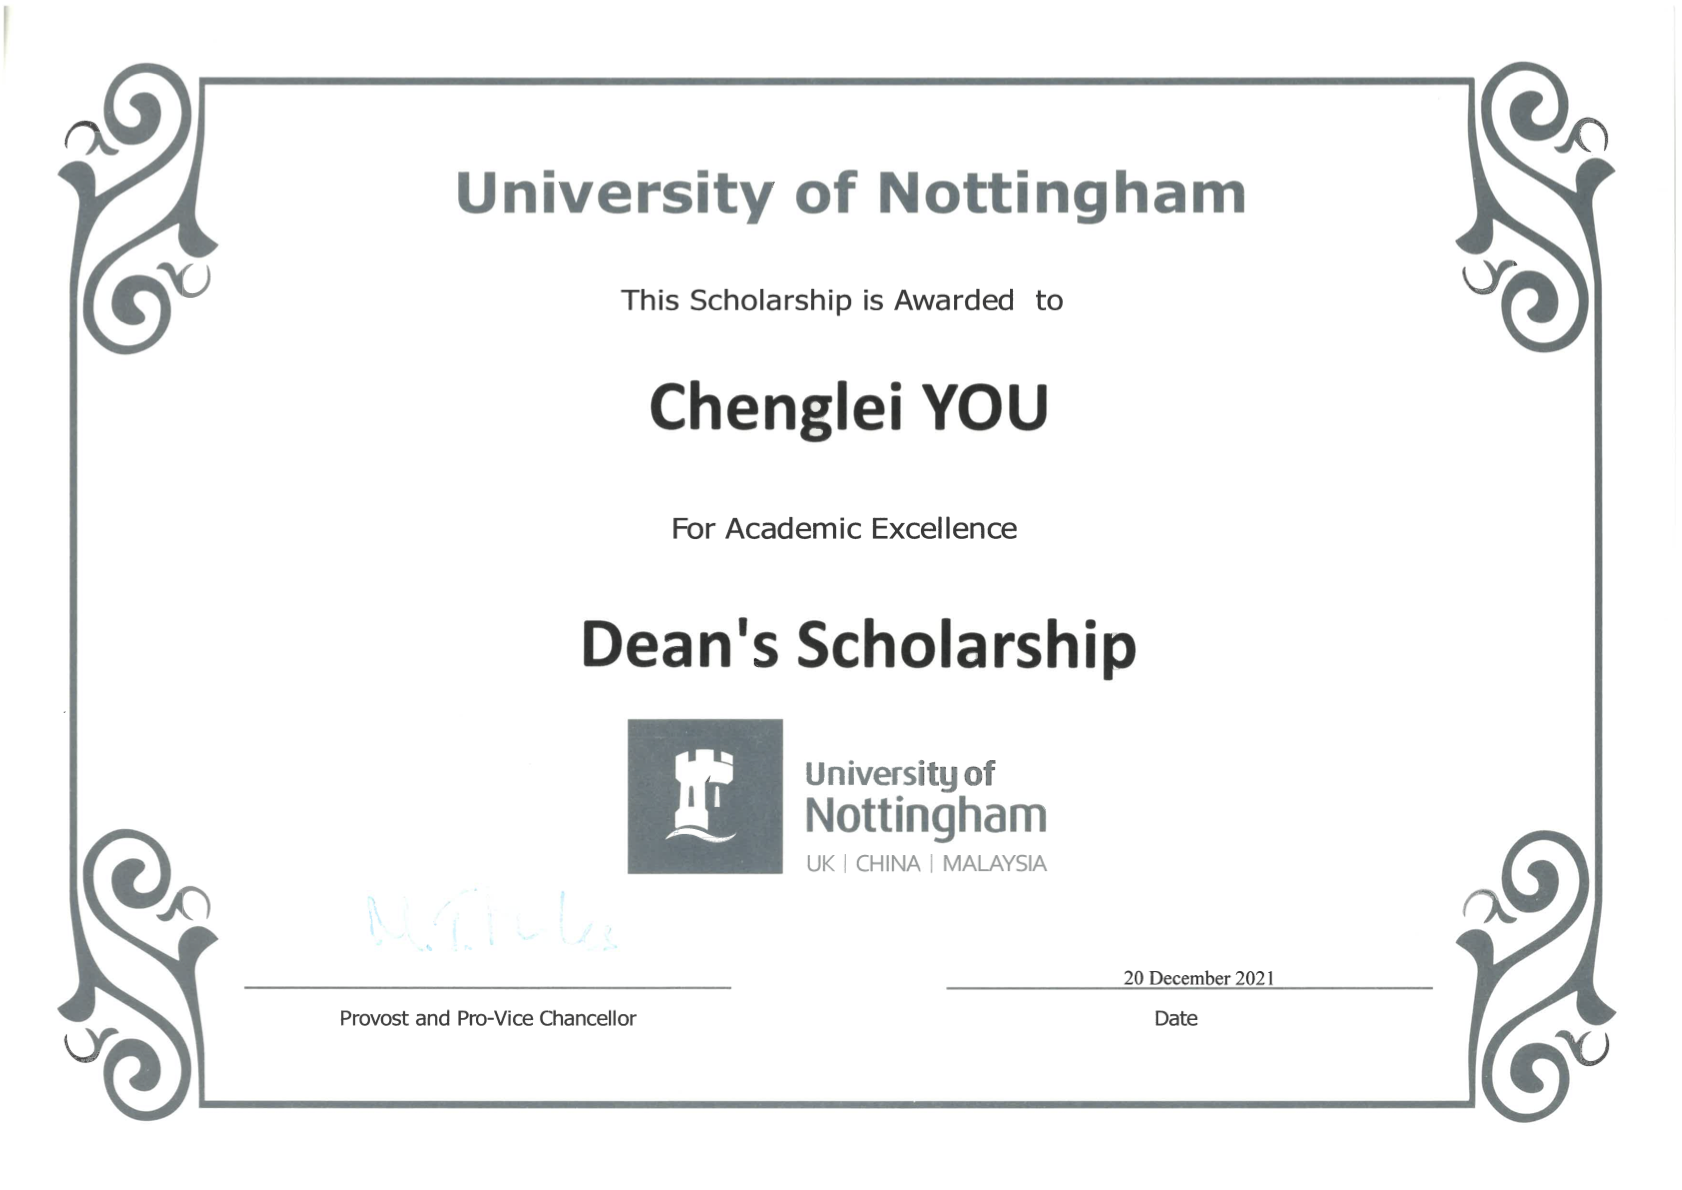 University of Nottingham
This Scholarship is Awarded to
Chenglei YOU
For Academic Excellence
Dean's Scholarship
University of
Nottingham
UK | CHINA | MALAYSIA
20 December 2021
Provost and Pro-Vice Chancellor
Date